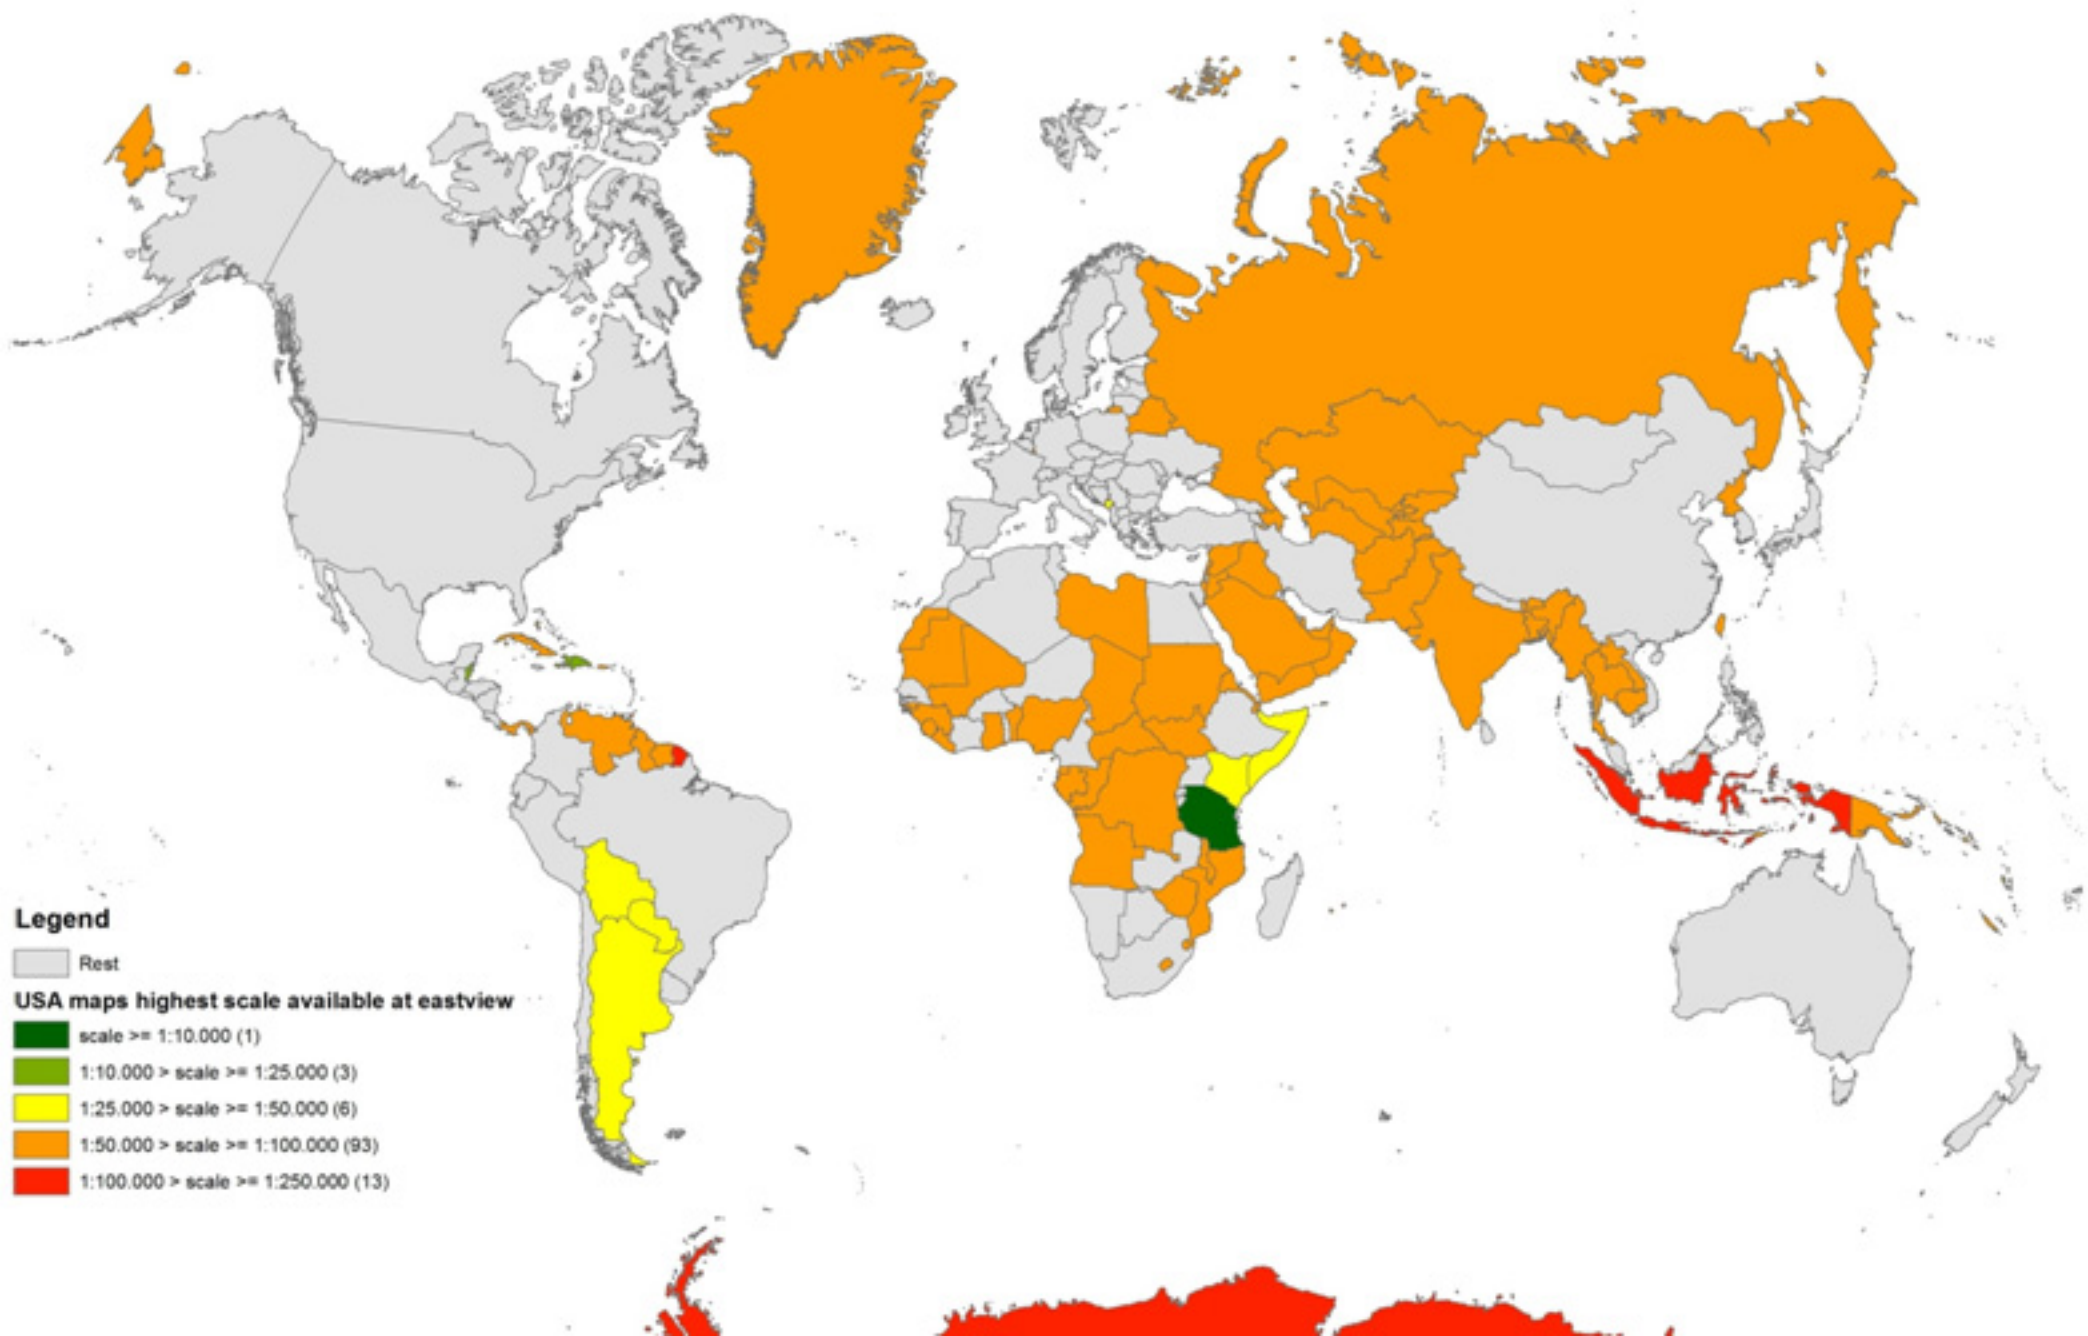 Legend
Rest
USA maps highest scale available at eastview
scale >= 1:10.000 (1)
1:10.000 > scale >= 1:25.000 (3)
1:25.000 > scale >= 1:50.000 (6)
1:50.000 > scale >= 1:100.000 (93)
1:100.000 > scale >= 1:250.000 (13)